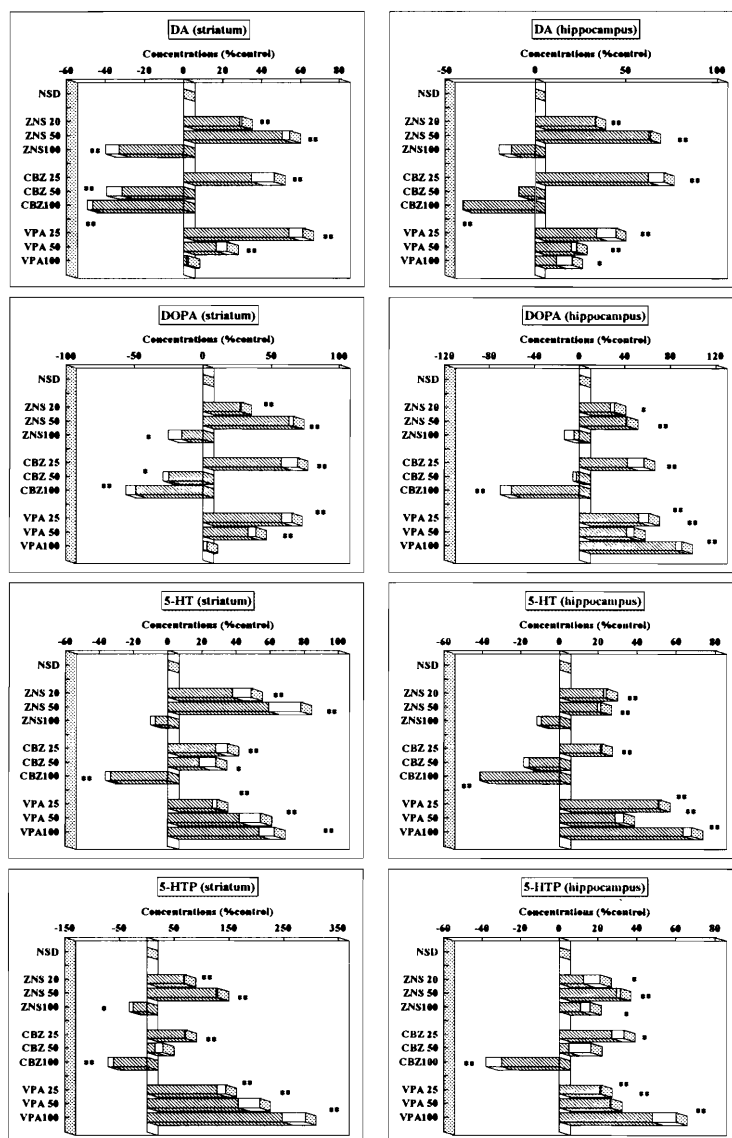 DA (striatum)
Concentrations (%control)
-60 -40 -20 0 20 40 60 80
NSD
ZNS 20 **
ZNS 50 **
ZNS100 **
CBZ 25 **
CBZ 50 **
CBZ100
**
VPA 25 **
VPA 50 **
VPA100
DA (hippocampus)
Concentrations (%control)
-50 0 50 100
NSD
ZNS 20 **
ZNS 50 **
ZNS100
CBZ 25 **
CBZ 50
CBZ100
**
VPA 25 **
VPA 50 **
VPA100 *
DOPA (striatum)
Concentrations (%control)
-100 -50 0 50 100
NSD
ZNS 20 **
ZNS 50 **
ZNS100 *
CBZ 25 **
CBZ 50 *
CBZ100 **
VPA 25 **
VPA 50 **
VPA100
DOPA (hippocampus)
Concentrations (%control)
-120 -80 -40 0 40 80 120
NSD
ZNS 20 *
ZNS 50 **
ZNS100
CBZ 25 **
CBZ 50
CBZ100 **
VPA 25 **
VPA 50 **
VPA100 **
5-HT (striatum)
Concentrations (%control)
-60 -40 -20 0 20 40 60 80 100
NSD
ZNS 20 **
ZNS 50 **
ZNS100
CBZ 25 **
CBZ 50 *
CBZ100 **
VPA 25 **
VPA 50 **
VPA100 **
5-HT (hippocampus)
Concentrations (%control)
-60 -40 -20 0 20 40 60 80
NSD
ZNS 20 **
ZNS 50 **
ZNS100
CBZ 25 **
CBZ 50
CBZ100
**
VPA 25 **
VPA 50 **
VPA100 **
5-HTP (striatum)
Concentrations (%control)
-150 -50 50 150 250 350
NSD
ZNS 20 **
ZNS 50 **
ZNS100 *
CBZ 25 **
CBZ 50
CBZ100 **
VPA 25 **
VPA 50 **
VPA100 **
5-HTP (hippocampus)
Concentrations (%control)
-60 -40 -20 0 20 40 60 80
NSD
ZNS 20 *
ZNS 50 **
ZNS100 *
CBZ 25 *
CBZ 50
CBZ100 **
VPA 25 **
VPA 50 **
VPA100 **